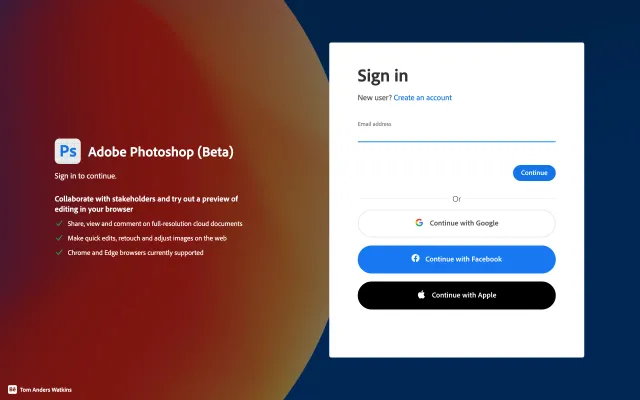 Ps Adobe Photoshop (Beta)
Sign in to continue.
Collaborate with stakeholders and try out a preview of
editing in your browser
Share, view and comment on full-resolution cloud documents
Make quick edits, retouch and adjust images on the web
Chrome and Edge browsers currently supported
Tom Anders Watkins
Sign in
New user? Create an account
Email address
Continue
Or
Continue with Google
Continue with Facebook
Continue with Apple